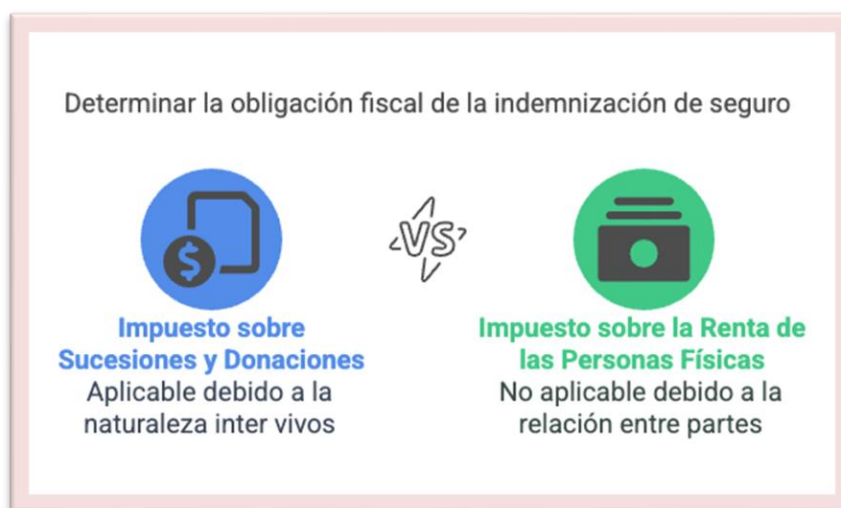 Determinar la obligación fiscal de la indemnización de seguro
VS
Impuesto sobre
Sucesiones y Donaciones
Aplicable debido a la
naturaleza inter vivos
Impuesto sobre la Renta de
las Personas Físicas
No aplicable debido a la
relación entre partes